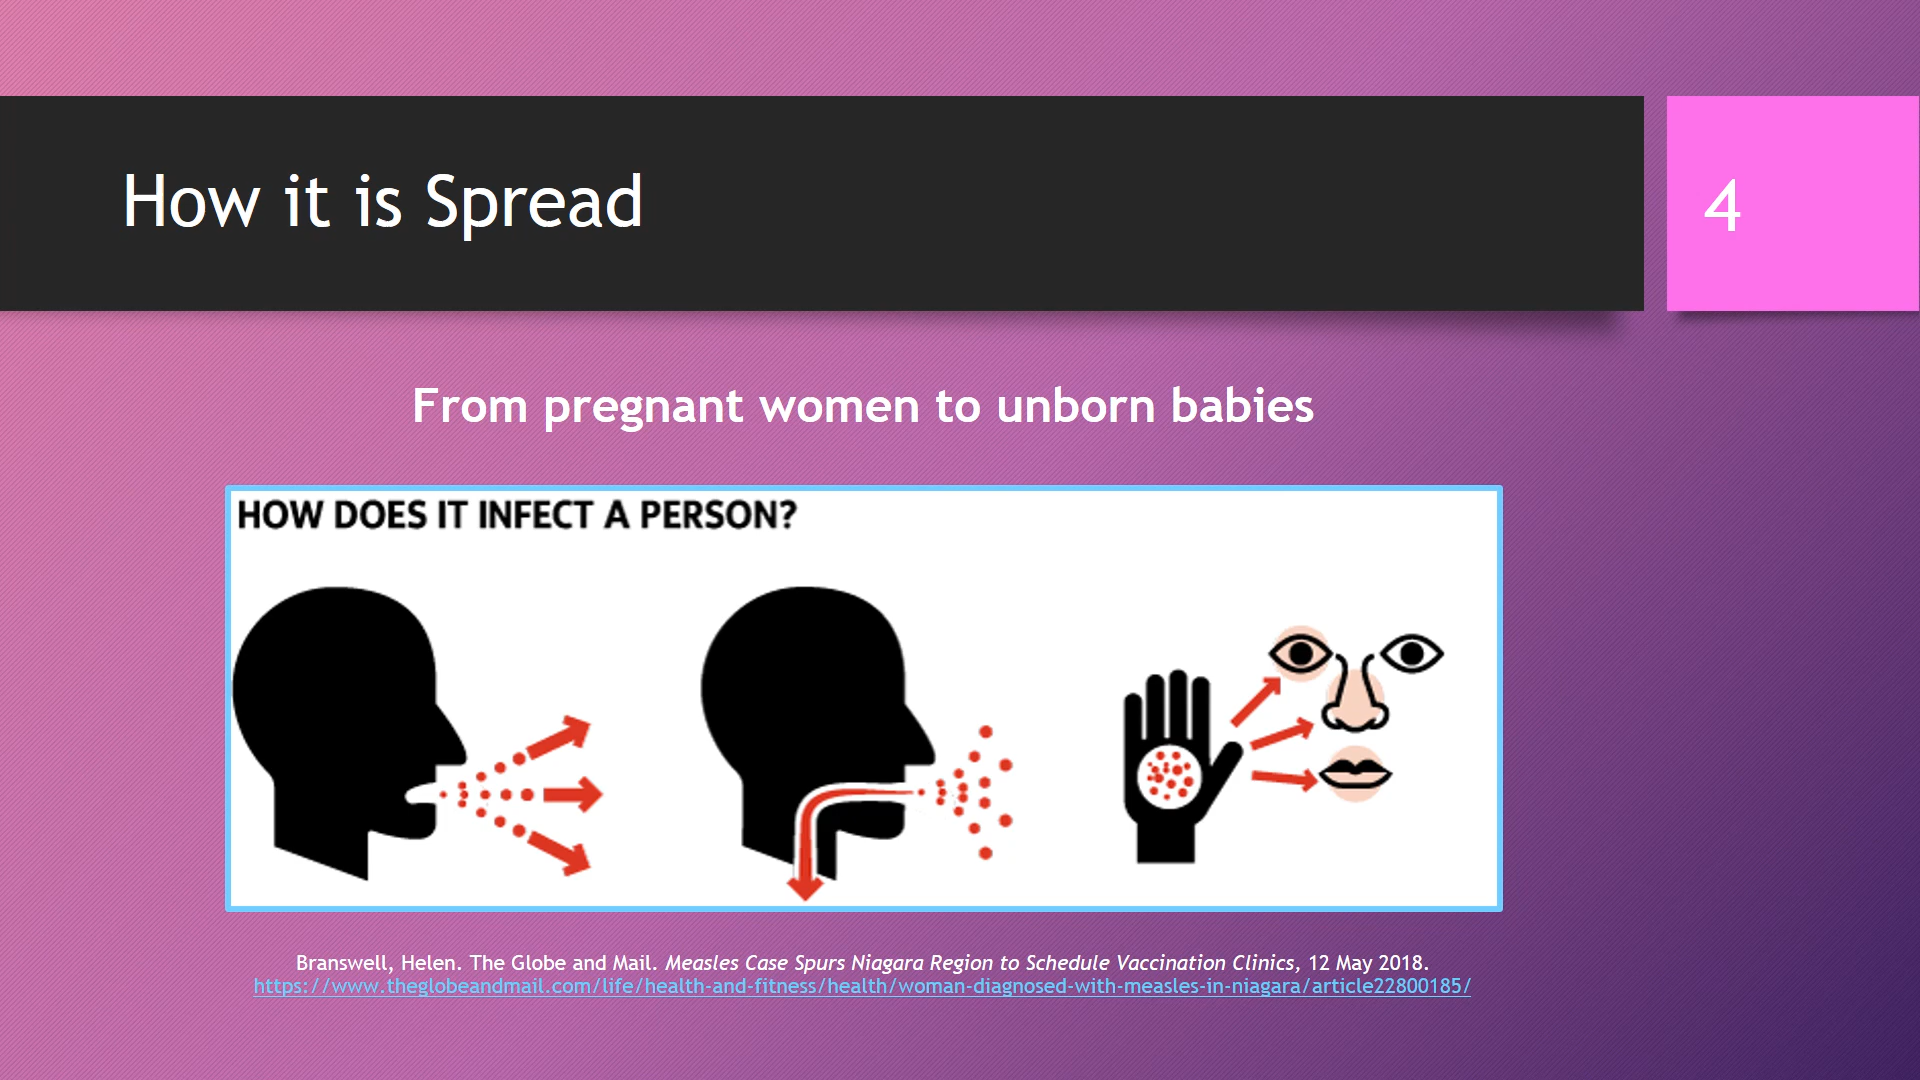 How it is Spread
4
From pregnant women to unborn babies
HOW DOES IT INFECT A PERSON?
Branswell, Helen. The Globe and Mail. Measles Case Spurs Niagara Region to Schedule Vaccination Clinics, 12 May 2018.
https://www.theglobeandmail.com/life/health-and-fitness/health/woman-diagnosed-with-measles-in-niagara/article22800185/